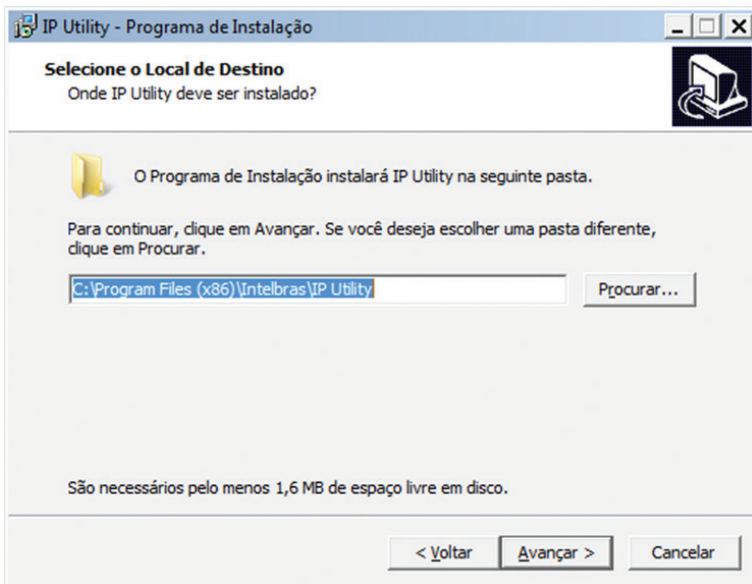 IP Utility - Programa de Instalação
Selecione o Local de Destino
Onde IP Utility deve ser instalado?
O Programa de Instalação instalará IP Utility na seguinte pasta.
Para continuar, clique em Avançar. Se você deseja escolher uma pasta diferente,
clique em Procurar.
C:\Program Files (x86)\Intelbras\IP Utility
Procurar...
São necessários pelo menos 1,6 MB de espaço livre em disco.
< Voltar
Avançar >
Cancelar